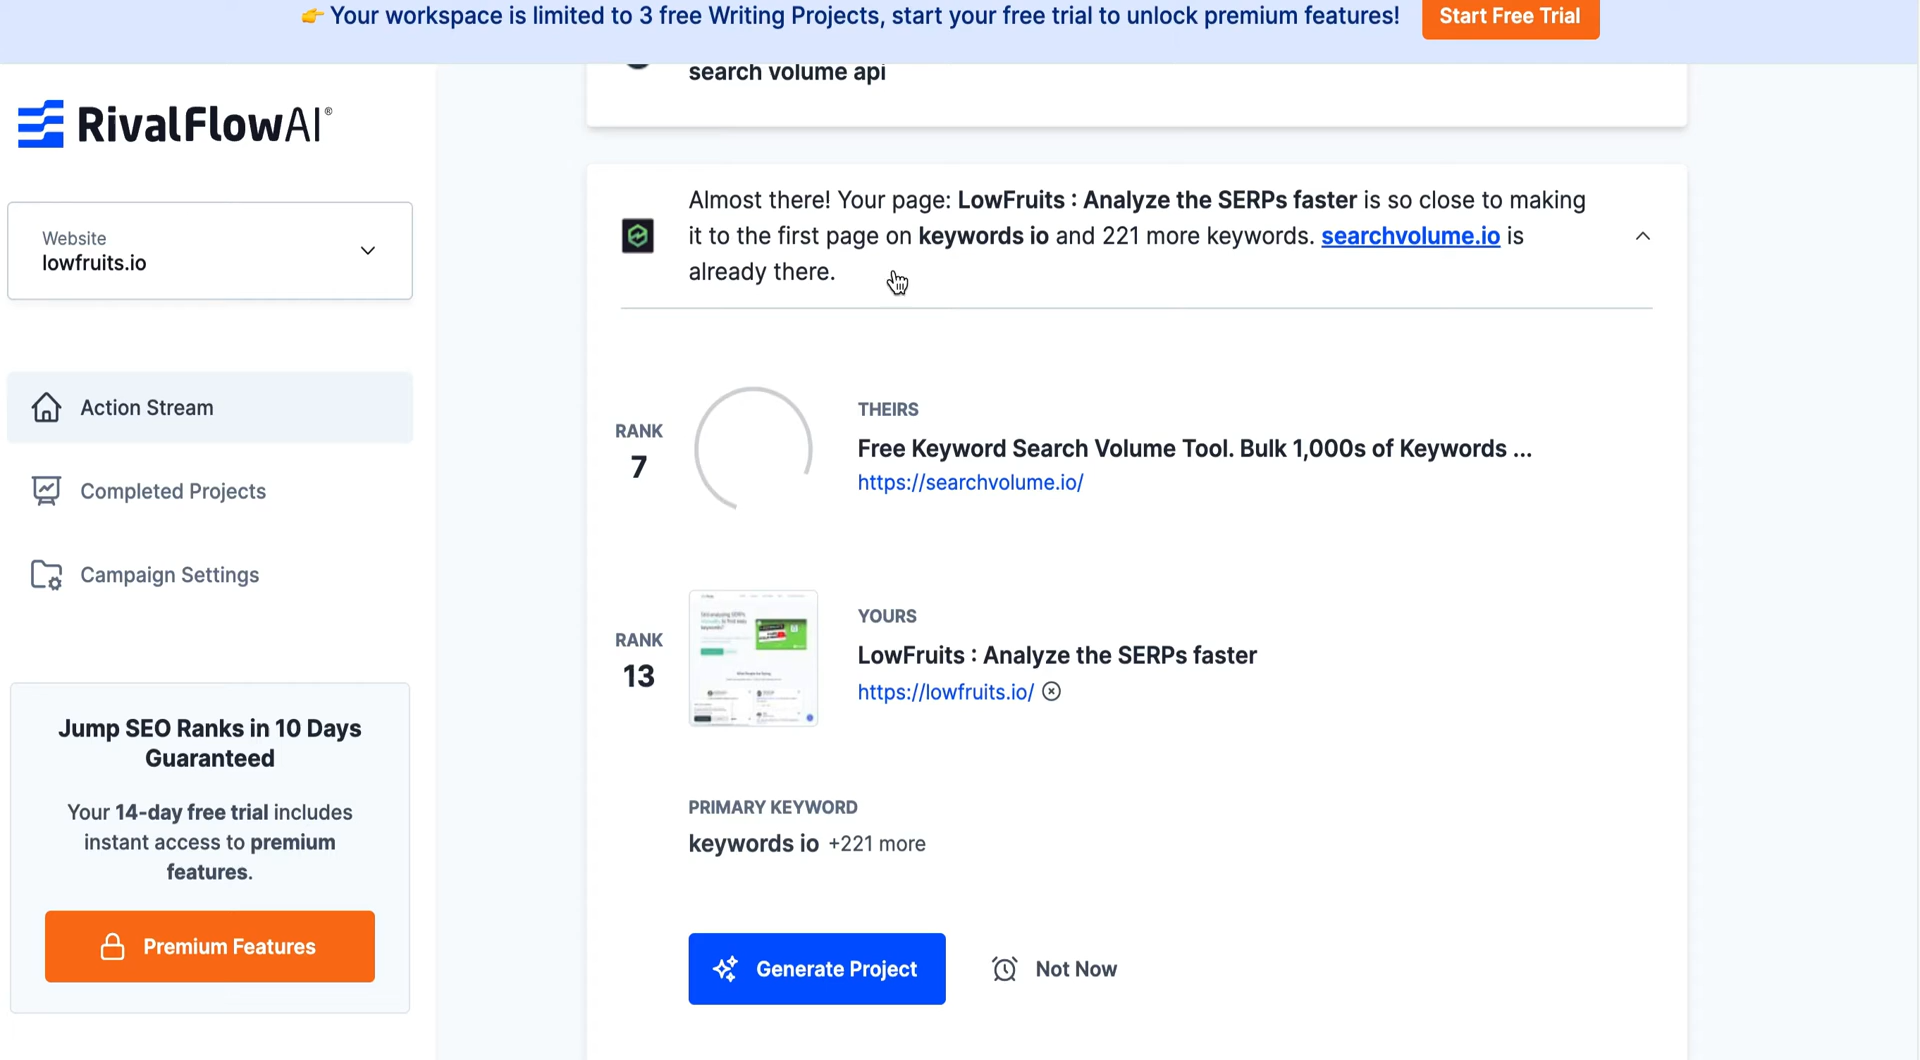 👉 Your workspace is limited to 3 free Writing Projects, start your free trial to unlock premium features!
Start Free Trial
RivalFlowAI®
Website
lowfruits.io
Action Stream
Completed Projects
Campaign Settings
Jump SEO Ranks in 10 Days
Guaranteed
Your 14-day free trial includes
instant access to premium
features.
Premium Features
search volume api
Almost there! Your page: LowFruits : Analyze the SERPs faster is so close to making
it to the first page on keywords io and 221 more keywords. searchvolume.io is
already there.
RANK
7
THEIRS
Free Keyword Search Volume Tool. Bulk 1,000s of Keywords ...
https://searchvolume.io/
RANK
13
YOURS
LowFruits : Analyze the SERPs faster
https://lowfruits.io/
PRIMARY KEYWORD
keywords io +221 more
Generate Project
Not Now